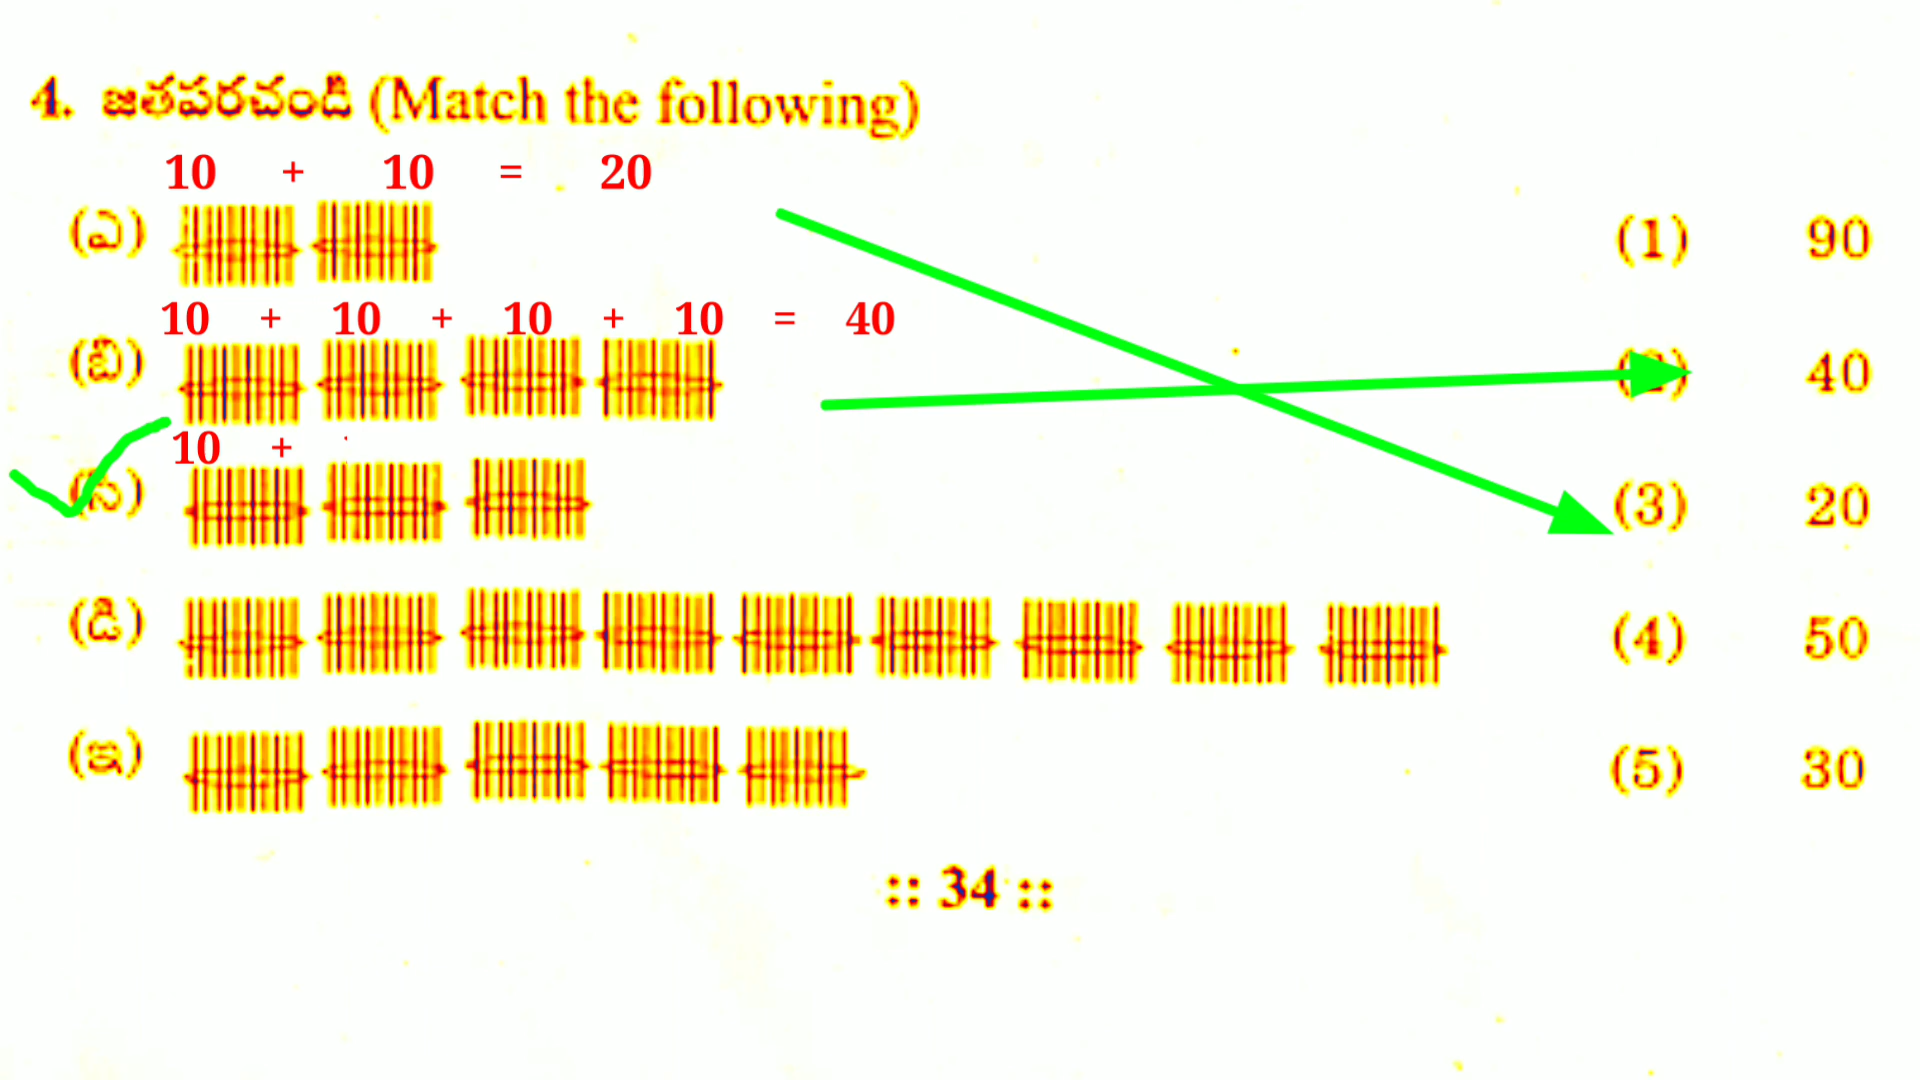 4. జతపరచండి (Match the following)
10 + 10 = 20
(ఎ) (1) 90
10 + 10 + 10 + 10 = 40
(బి) (2) 40
10 +
(సి) (3) 20
(డి) (4) 50
(ఇ) (5) 30
:: 34 ::